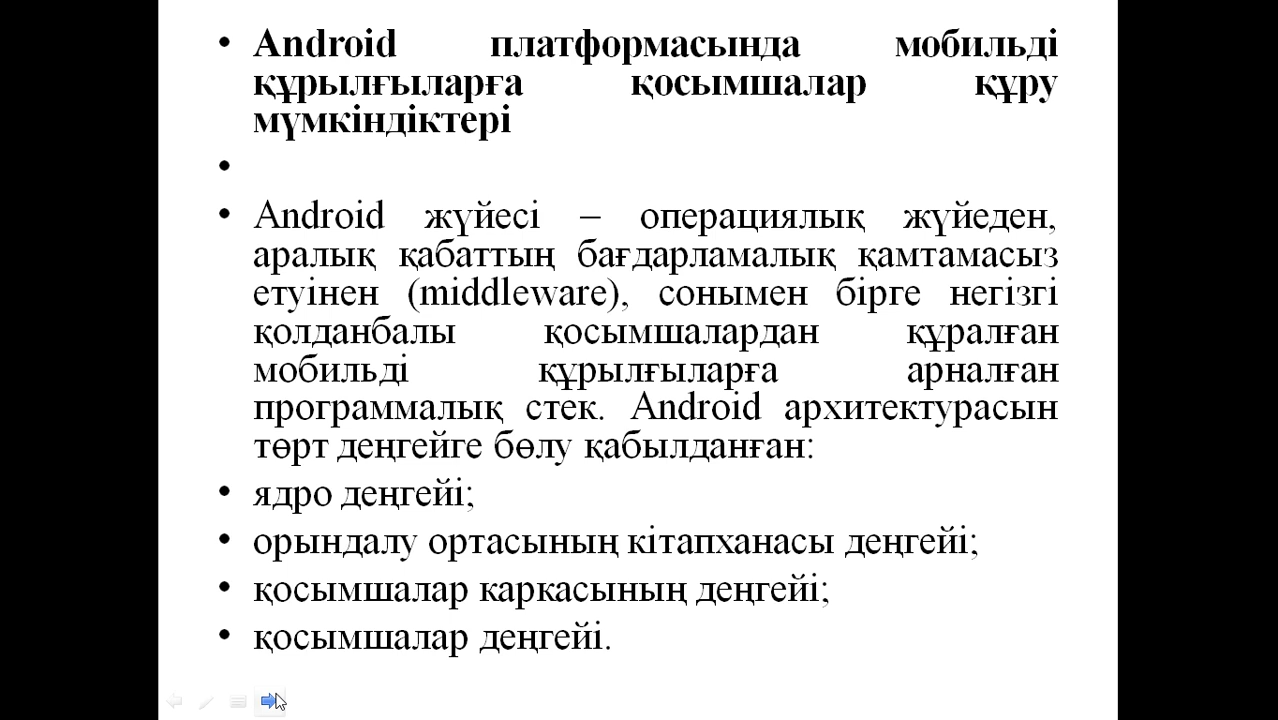 • Android платформасында мобильді
құрылғыларға қосымшалар құру
мүмкіндіктері
•
• Android жүйесі – операциялық жүйеден,
аралық қабаттың бағдарламалық қамтамасыз
етуінен (middleware), сонымен бірге негізгі
қолданбалы қосымшалардан құралған
мобильді құрылғыларға арналған
программалық стек. Android архитектурасын
төрт деңгейге бөлу қабылданған:
• ядро деңгейі;
• орындалу ортасының кітапханасы деңгейі;
• қосымшалар каркасының деңгейі;
• қосымшалар деңгейі.